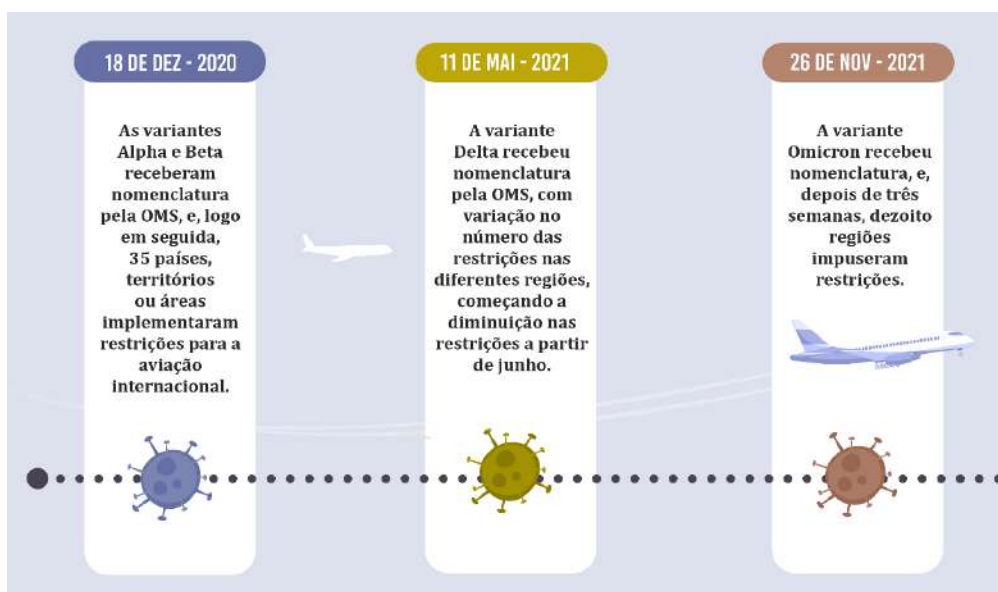 18 DE DEZ - 2020
As variantes
Alpha e Beta
receberam
nomenclatura
pela OMS, e, logo
em seguida,
35 países,
territórios
ou áreas
implementaram
restrições para a
aviação
internacional.
11 DE MAI - 2021
A variante
Delta recebeu
nomenclatura
pela OMS, com
variação no
número das
restrições nas
diferentes regiões,
começando a
diminuição nas
restrições a partir
de junho.
26 DE NOV - 2021
A variante
Omicron recebeu
nomenclatura, e,
depois de três
semanas, dezoito
regiões
impuseram
restrições.